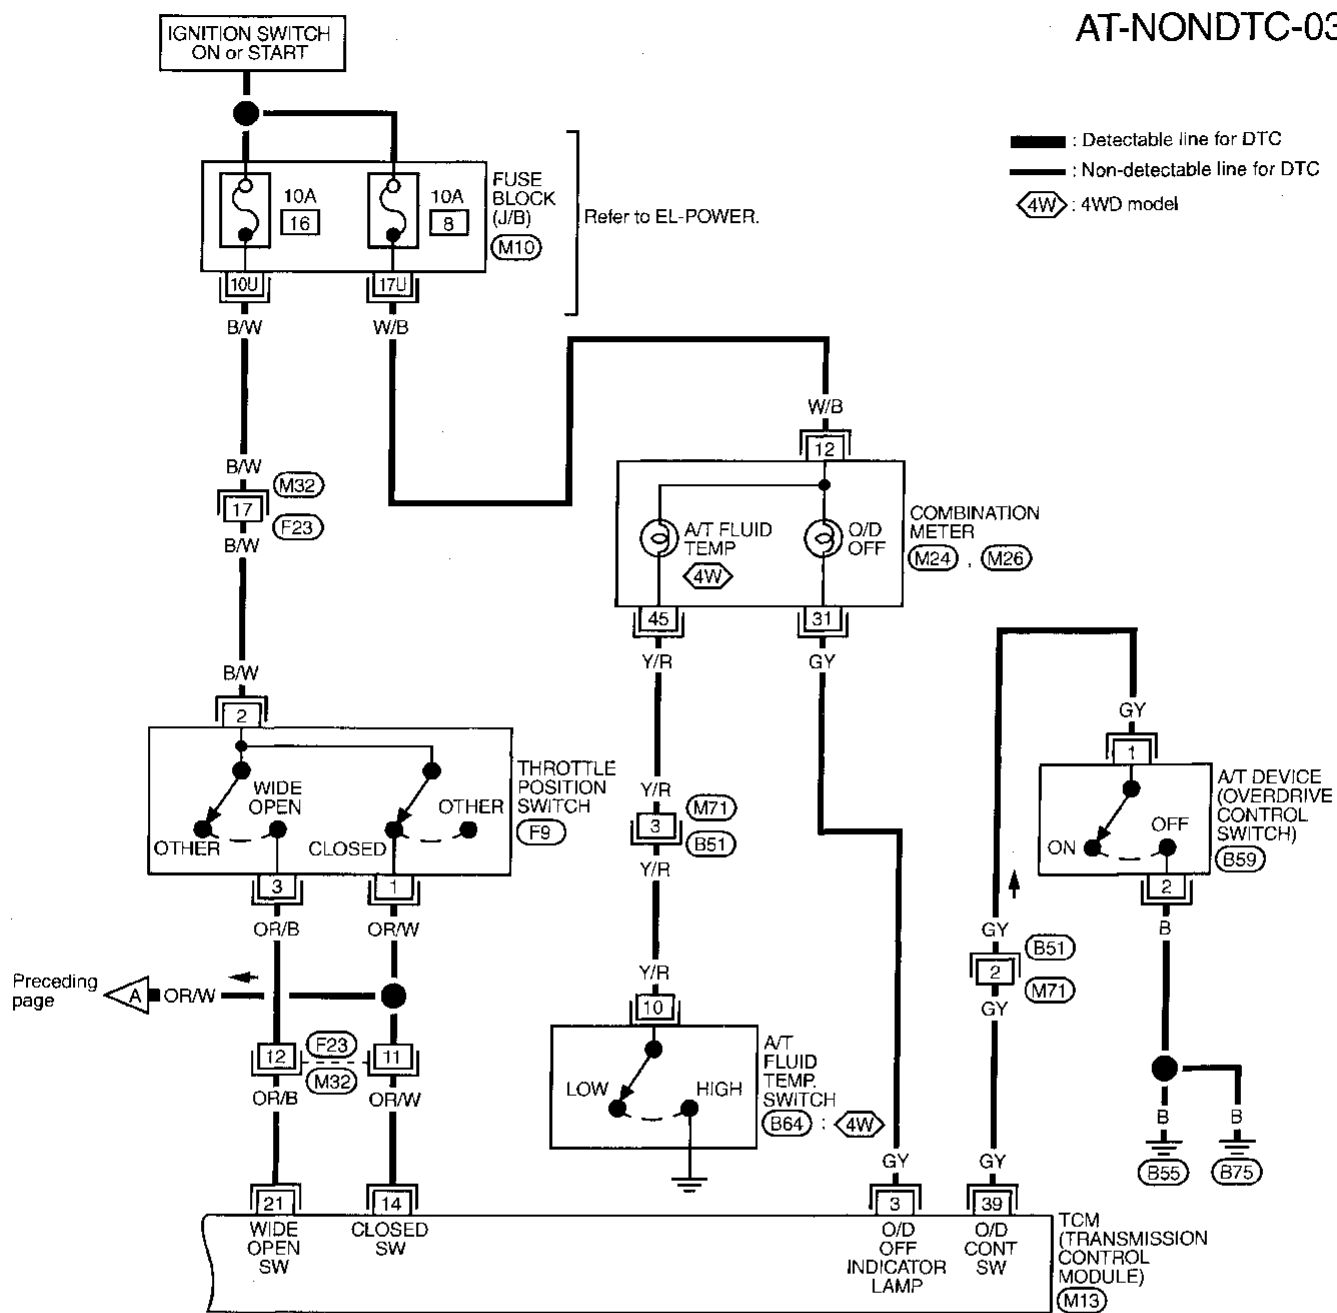 AT-NONDTC-03
IGNITION SWITCH
ON or START
: Detectable line for DTC
: Non-detectable line for DTC
4W : 4WD model
10A
16
10A
8
FUSE
BLOCK
(J/B)
M10
Refer to EL-POWER.
10U
17U
B/W
W/B
W/B
12
B/W
M32
17
F23
B/W
A/T FLUID
TEMP
4W
O/D
OFF
COMBINATION
METER
M24 , M26
45
31
Y/R
GY
B/W
2
WIDE
OPEN
OTHER
CLOSED
OTHER
THROTTLE
POSITION
SWITCH
F9
3
1
OR/B
OR/W
Y/R
M71
3
B51
Y/R
GY
1
ON
OFF
A/T DEVICE
(OVERDRIVE
CONTROL
SWITCH)
B59
2
B
Preceding
page
A
OR/W
12
F23
M32
11
OR/B
OR/W
Y/R
10
LOW
HIGH
A/T
FLUID
TEMP.
SWITCH
B64 : 4W
GY
B51
2
M71
GY
B
B
B55
B75
GY
GY
21
14
3
39
WIDE
OPEN
SW
CLOSED
SW
O/D
OFF
INDICATOR
LAMP
O/D
CONT
SW
TCM
(TRANSMISSION
CONTROL
MODULE)
M13